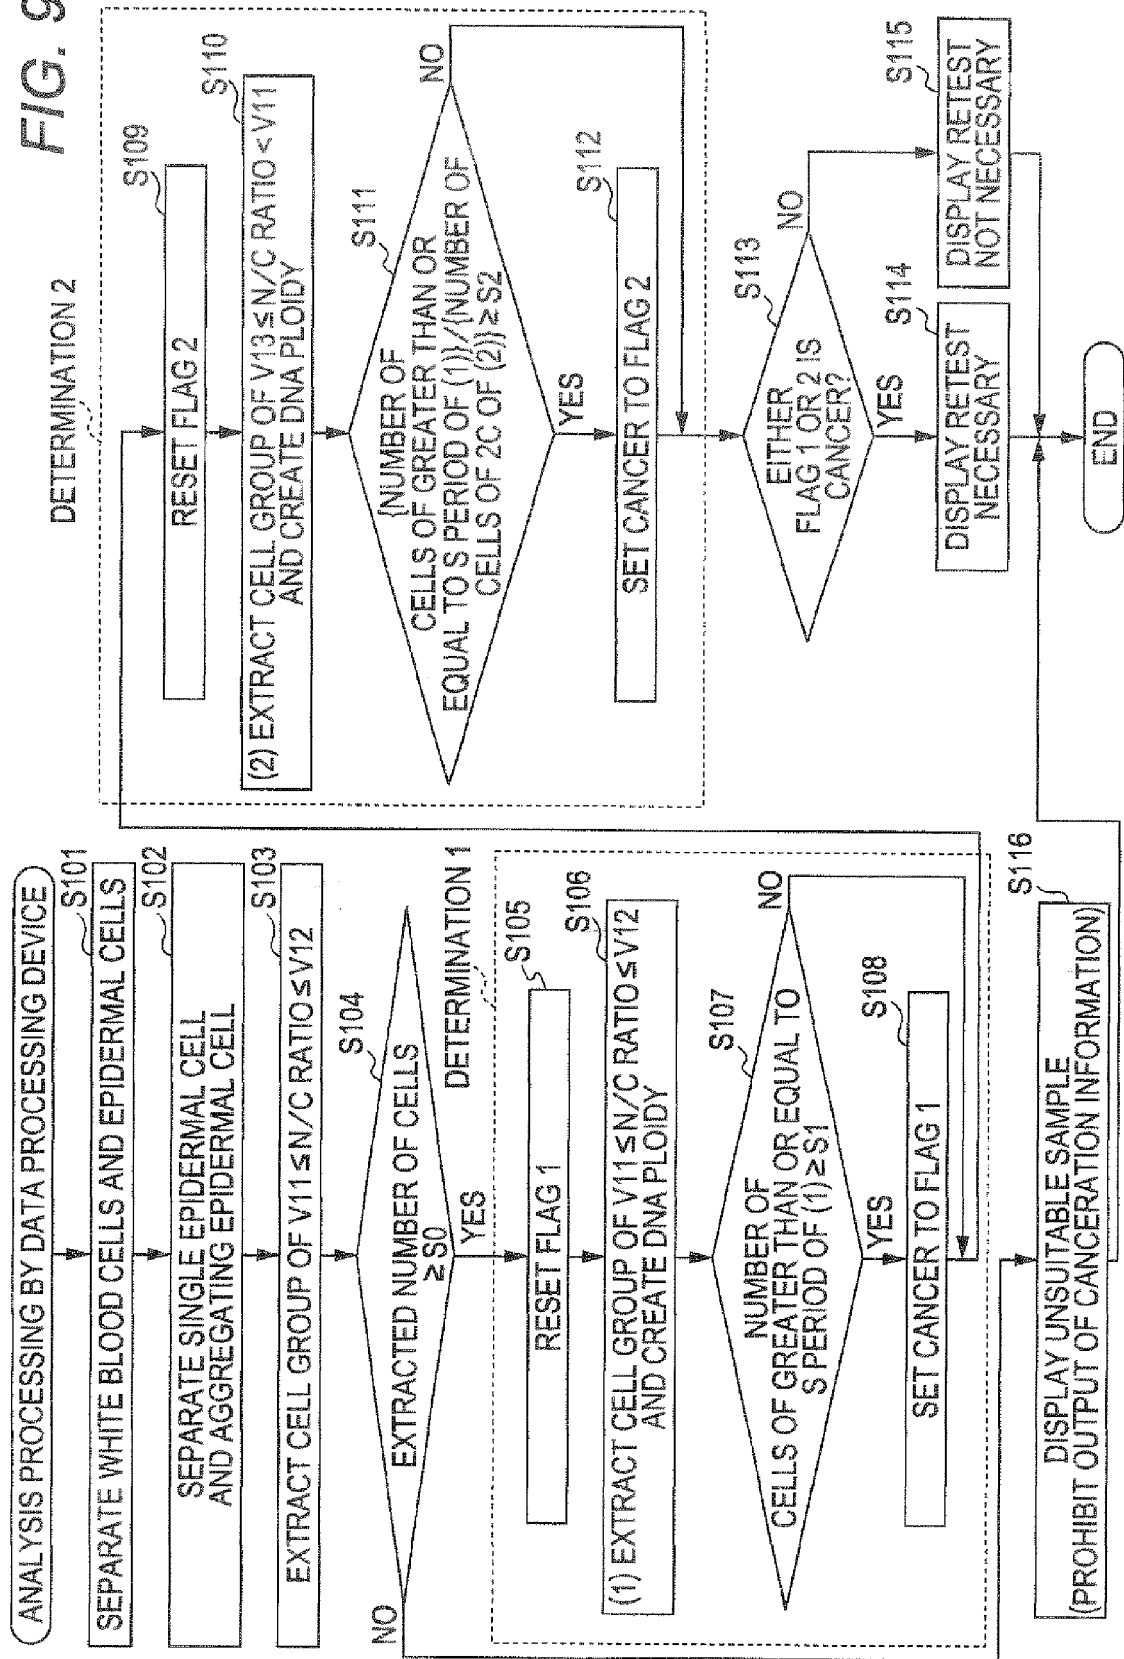 FIG. 9
ANALYSIS PROCESSING BY DATA PROCESSING DEVICE
S101
SEPARATE WHITE BLOOD CELLS AND EPIDERMAL CELLS
S102
SEPARATE SINGLE EPIDERMAL CELL
AND AGGREGATING EPIDERMAL CELL
S103
EXTRACT CELL GROUP OF V11≤N/C RATIO≤V12
S104
EXTRACTED NUMBER OF CELLS
≥S0
NO
YES
DETERMINATION 1
S105
RESET FLAG 1
S106
(1) EXTRACT CELL GROUP OF V11≤N/C RATIO≤V12
AND CREATE DNA PLOIDY
S107
NUMBER OF
CELLS OF GREATER THAN OR EQUAL TO
S PERIOD OF (1)≥S1
NO
YES
S108
SET CANCER TO FLAG 1
S116
DISPLAY UNSUITABLE SAMPLE
(PROHIBIT OUTPUT OF CANCERATION INFORMATION)
DETERMINATION 2
S109
RESET FLAG 2
S110
(2) EXTRACT CELL GROUP OF V13≤N/C RATIO<V11
AND CREATE DNA PLOIDY
S111
{NUMBER OF
CELLS OF GREATER THAN OR
EQUAL TO S PERIOD OF (1)}/{NUMBER OF
CELLS OF 2C OF (2)}≥S2
NO
YES
S112
SET CANCER TO FLAG 2
S113
EITHER
FLAG 1 OR 2 IS
CANCER?
NO
YES
S114
DISPLAY RETEST
NECESSARY
S115
DISPLAY RETEST
NOT NECESSARY
END